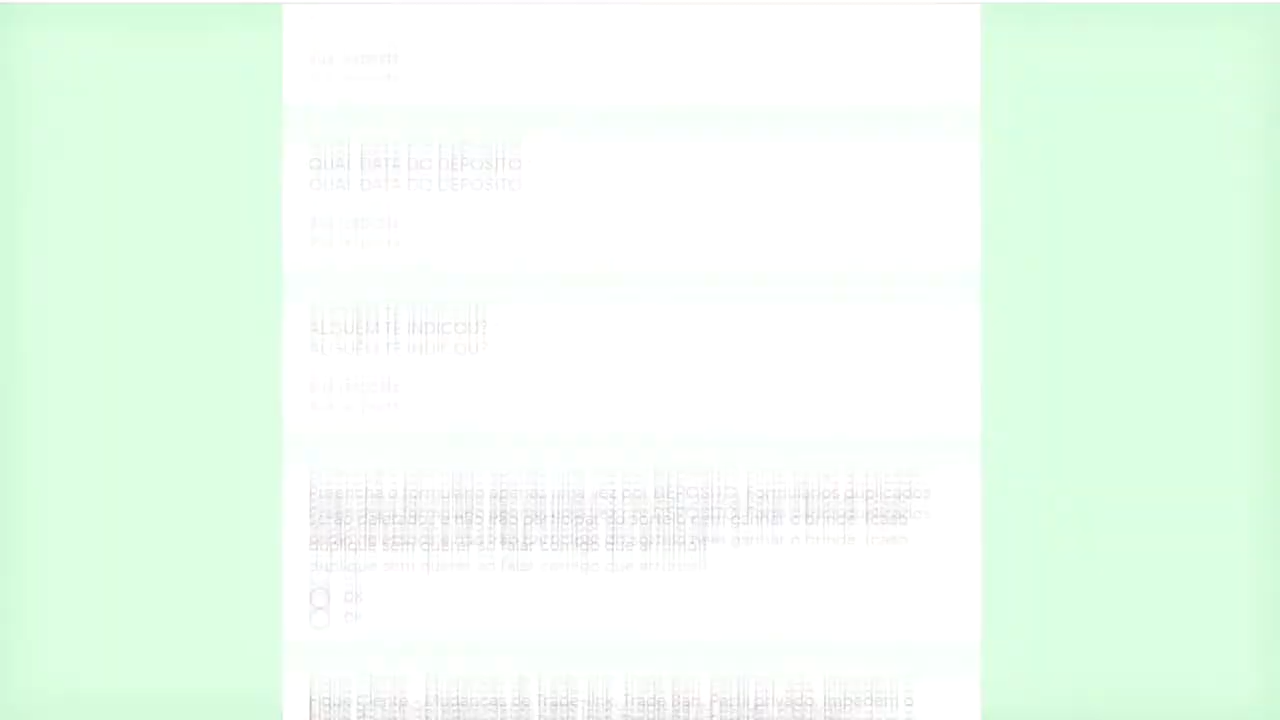 Sua resposta
QUAL DATA DO DEPOSITO
Sua resposta
ALGUÉM TE INDICOU?
Sua resposta
Preencha o formulário apenas uma vez por DEPOSITO. Formulários duplicados
serão deletados e não irão participar do sorteio nem ganhar o brinde. (caso
duplique sem querer só falar comigo que arrumo!!
OK
Fique Ciente - Mudanças de Trade-link, Trade Ban, Perfil privado, impedem o